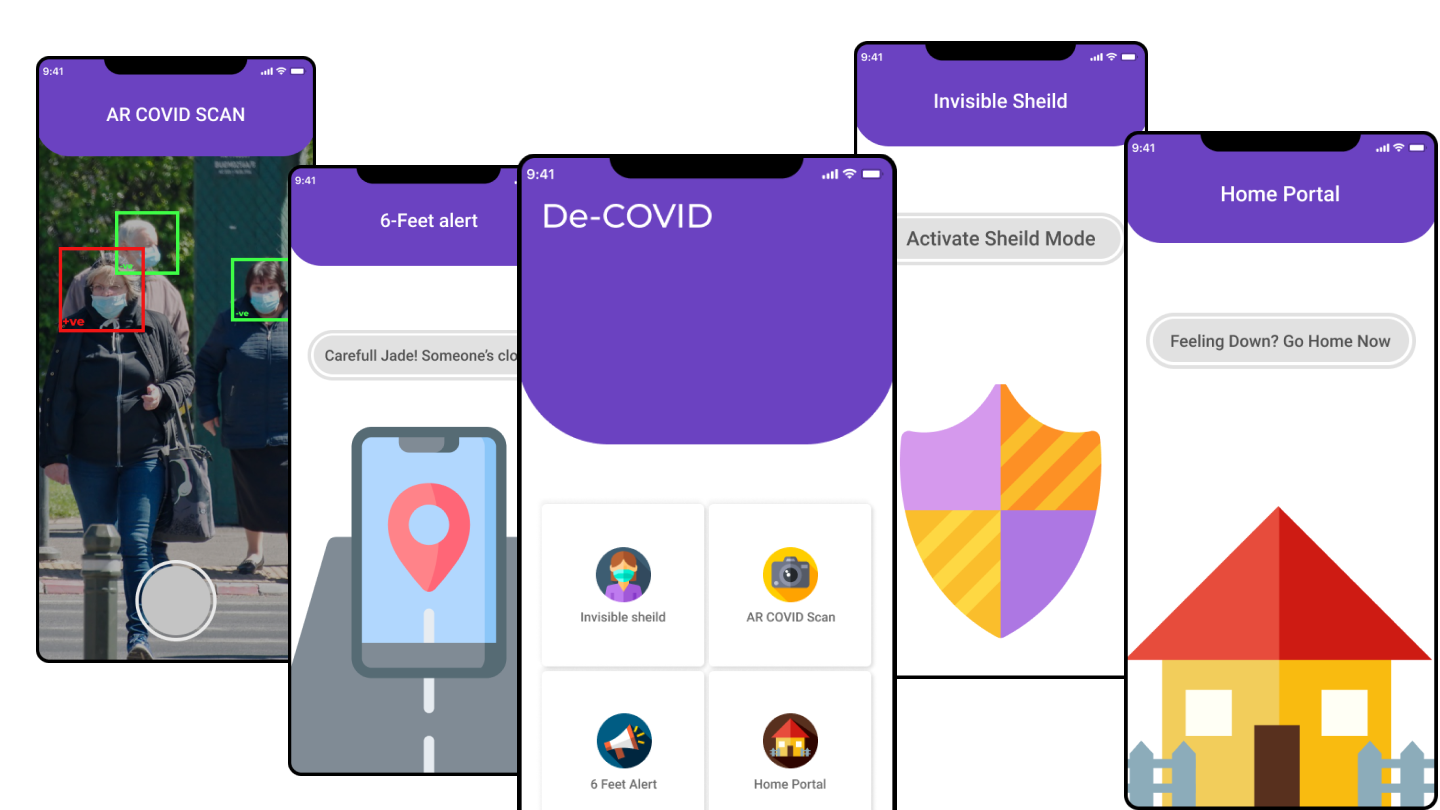 9:41
AR COVID SCAN
-ve
+ve
-ve
9:41
6-Feet alert
Carefull Jade! Someone's clo
9:41
De-COVID
Invisible sheild
AR COVID Scan
6 Feet Alert
Home Portal
9:41
Invisible Sheild
Activate Sheild Mode
9:41
Home Portal
Feeling Down? Go Home Now